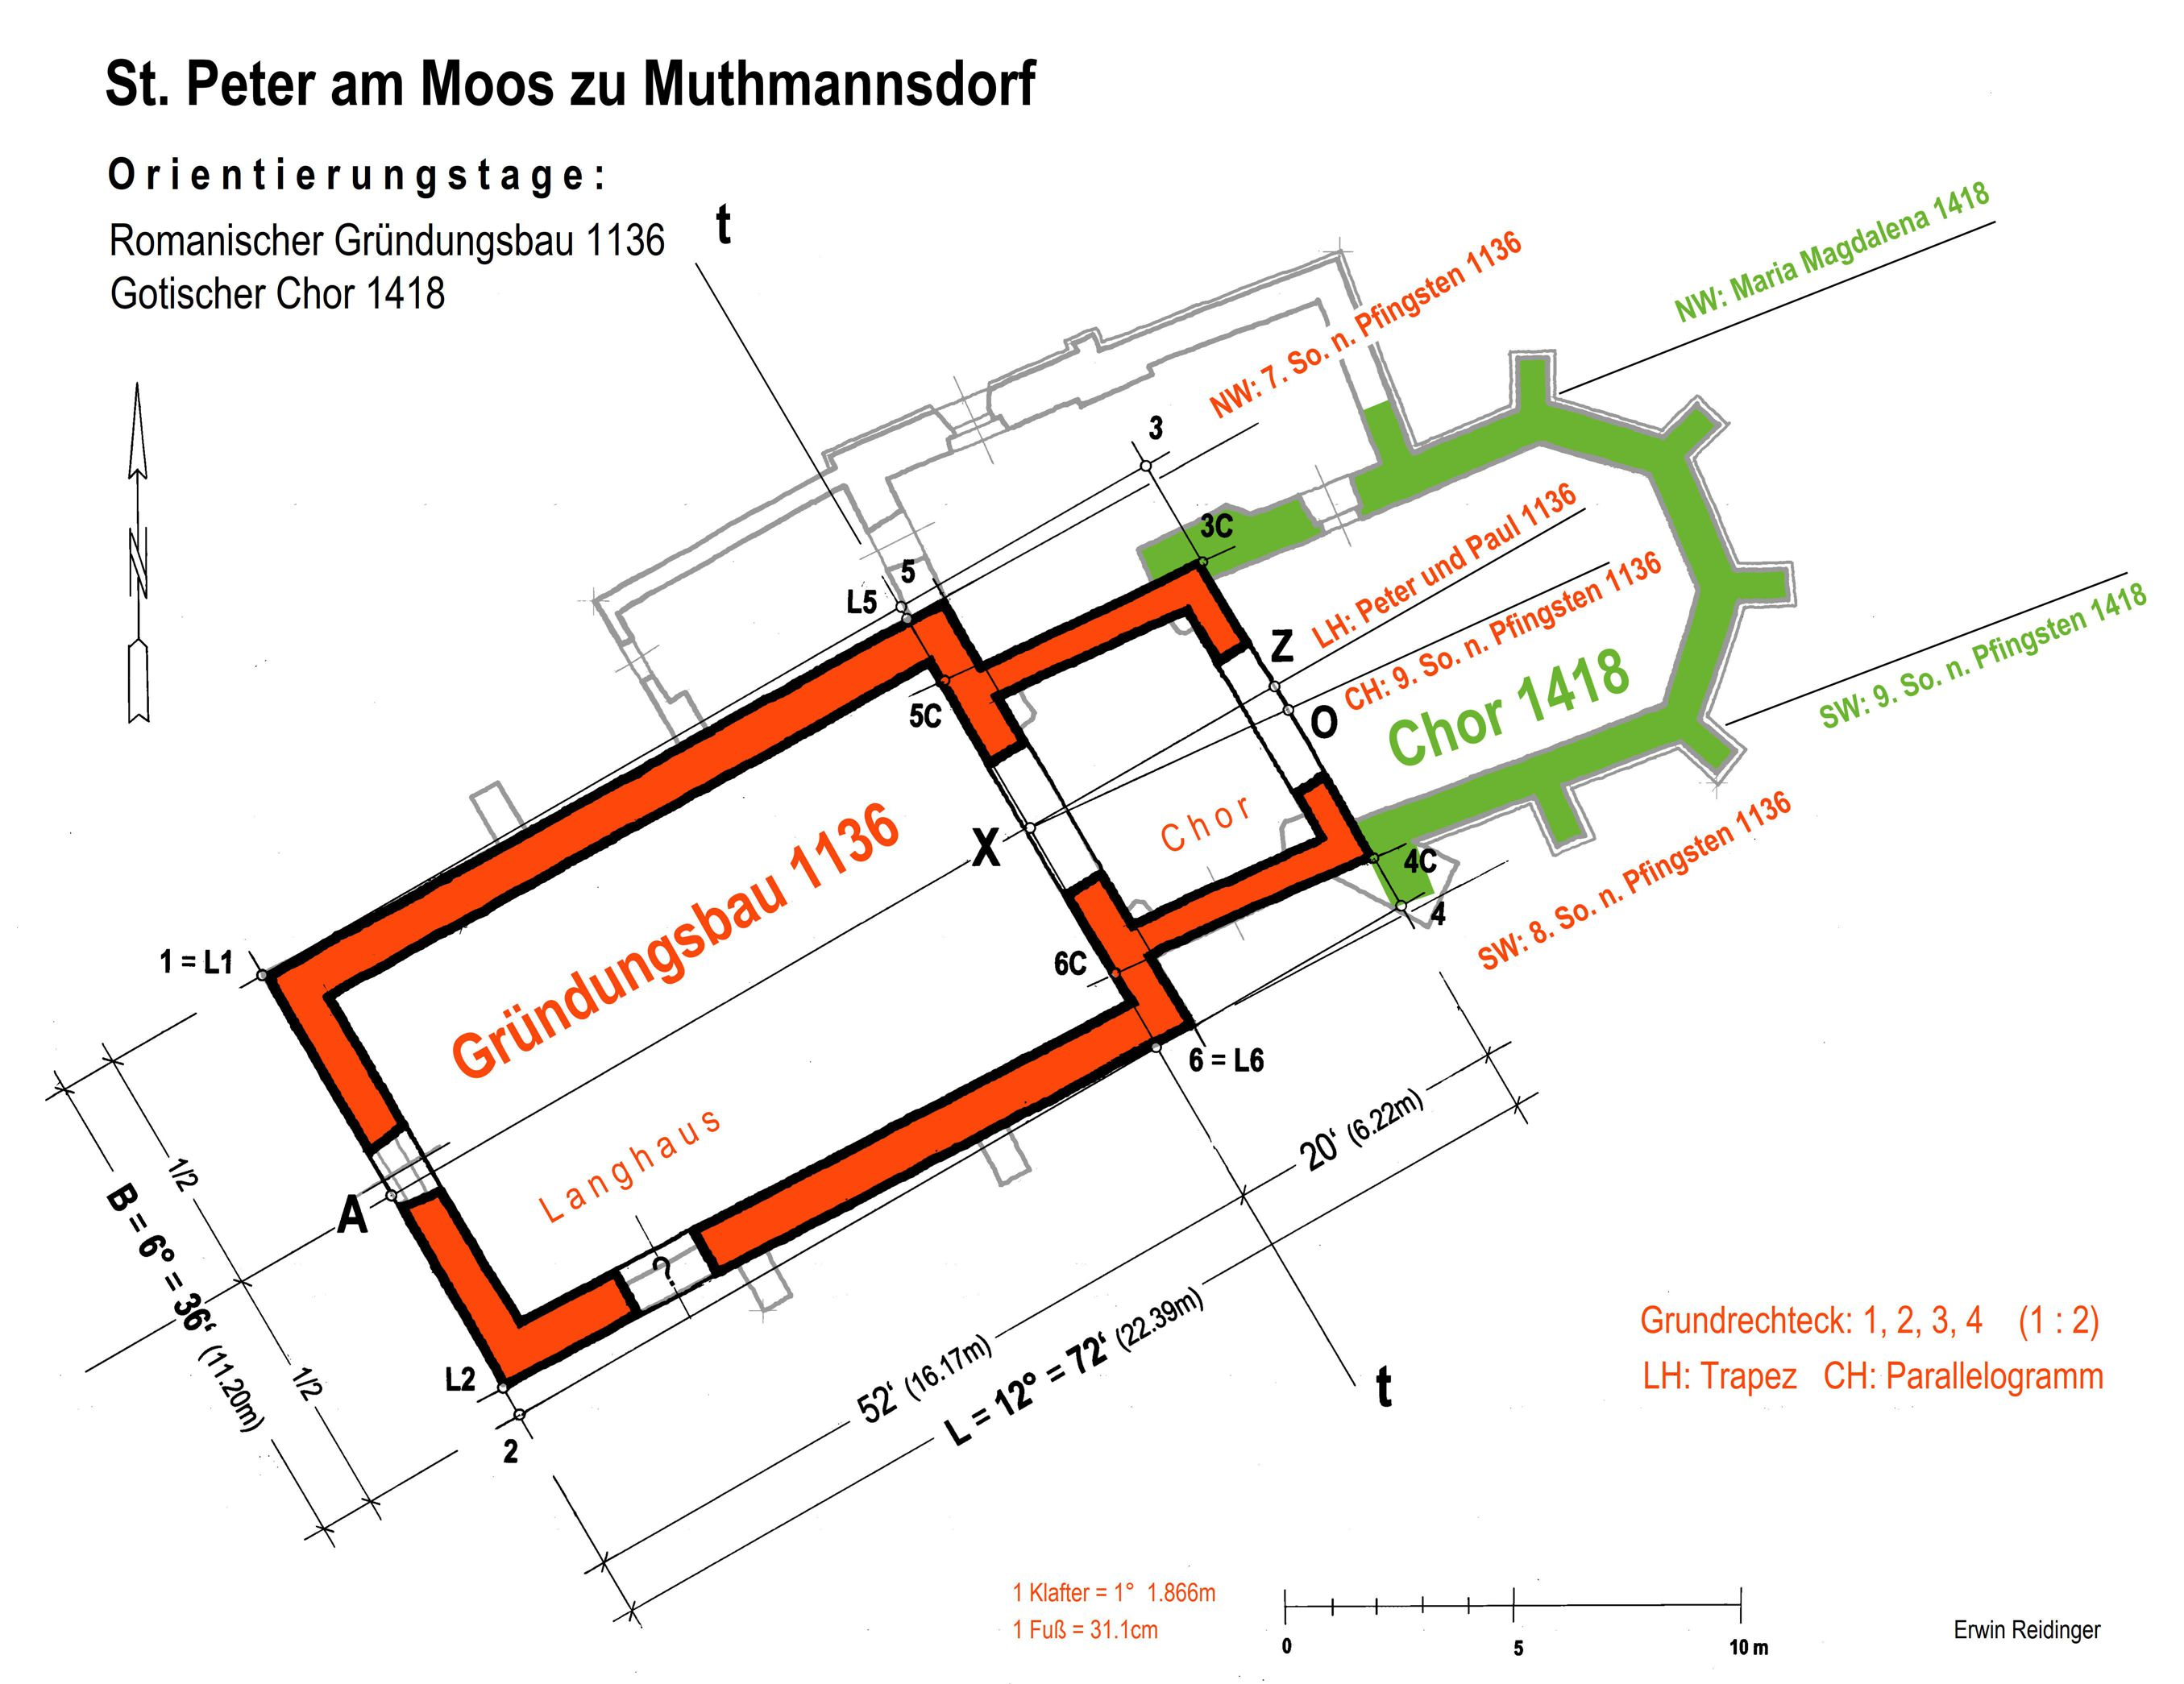 St. Peter am Moos zu Muthmannsdorf
Orientierungstage:
Romanischer Gründungsbau 1136
Gotischer Chor 1418
t
N
NW: Maria Magdalena 1418
NW: 7. So. n. Pfingsten 1136
3
3C
LH: Peter und Paul 1136
5
L5
SW: 9. So. n. Pfingsten 1418
CH: 9. So. n. Pfingsten 1136
Z
O
5C
Chor 1418
Chor
X
4C
4
SW: 8. So. n. Pfingsten 1136
Gründungsbau 1136
1 = L1
6C
6 = L6
Langhaus
20‘ (6.22m)
1/2
A
B = 6° = 36‘ (11.20m)
?
1/2
L2
2
52‘ (16.17m)
L = 12° = 72‘ (22.39m)
t
Grundrechteck: 1, 2, 3, 4 (1 : 2)
LH: Trapez CH: Parallelogramm
1 Klafter = 1° 1.866m
1 Fuß = 31.1cm
0 5 10 m
Erwin Reidinger